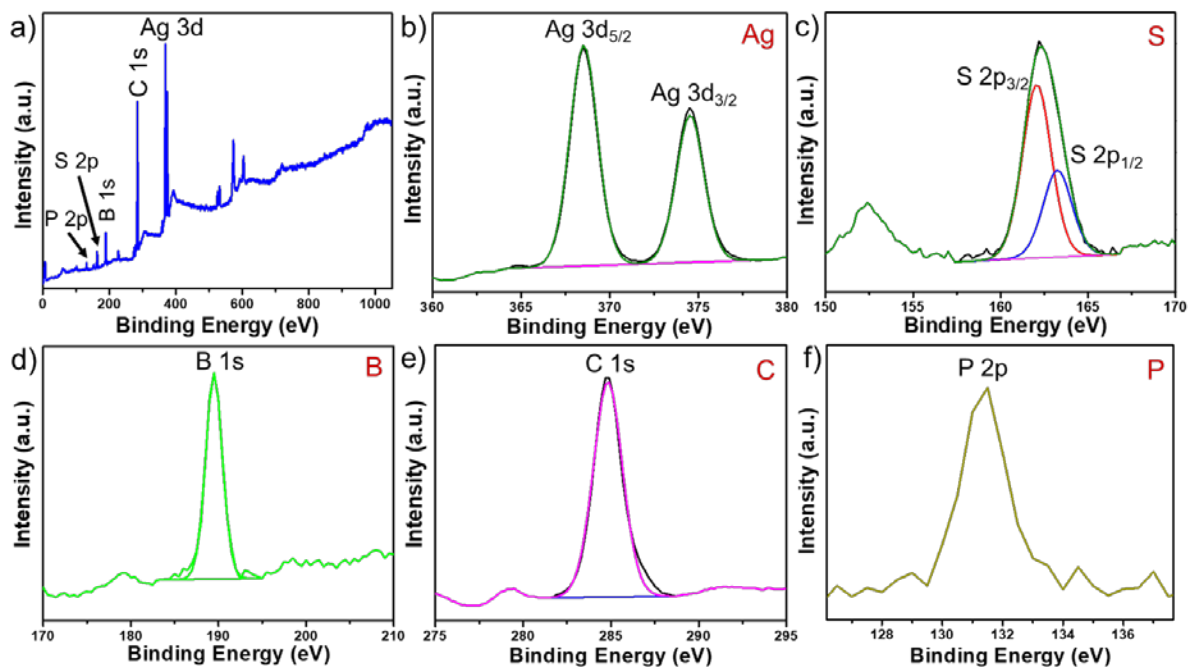 a)
Intensity (a.u.)
P 2p
S 2p
B 1s
C 1s
Ag 3d
0 200 400 600 800 1000
Binding Energy (eV)
b)
Ag
Intensity (a.u.)
Ag 3d5/2
Ag 3d3/2
360 365 370 375 380
Binding Energy (eV)
c)
S
Intensity (a.u.)
S 2p3/2
S 2p1/2
150 155 160 165 170
Binding Energy (eV)
d)
B 1s
B
Intensity (a.u.)
170 180 190 200 210
Binding Energy (eV)
e)
C 1s
C
Intensity (a.u.)
275 280 285 290 295
Binding Energy (eV)
f)
P 2p
P
Intensity (a.u.)
128 130 132 134 136
Binding Energy (eV)